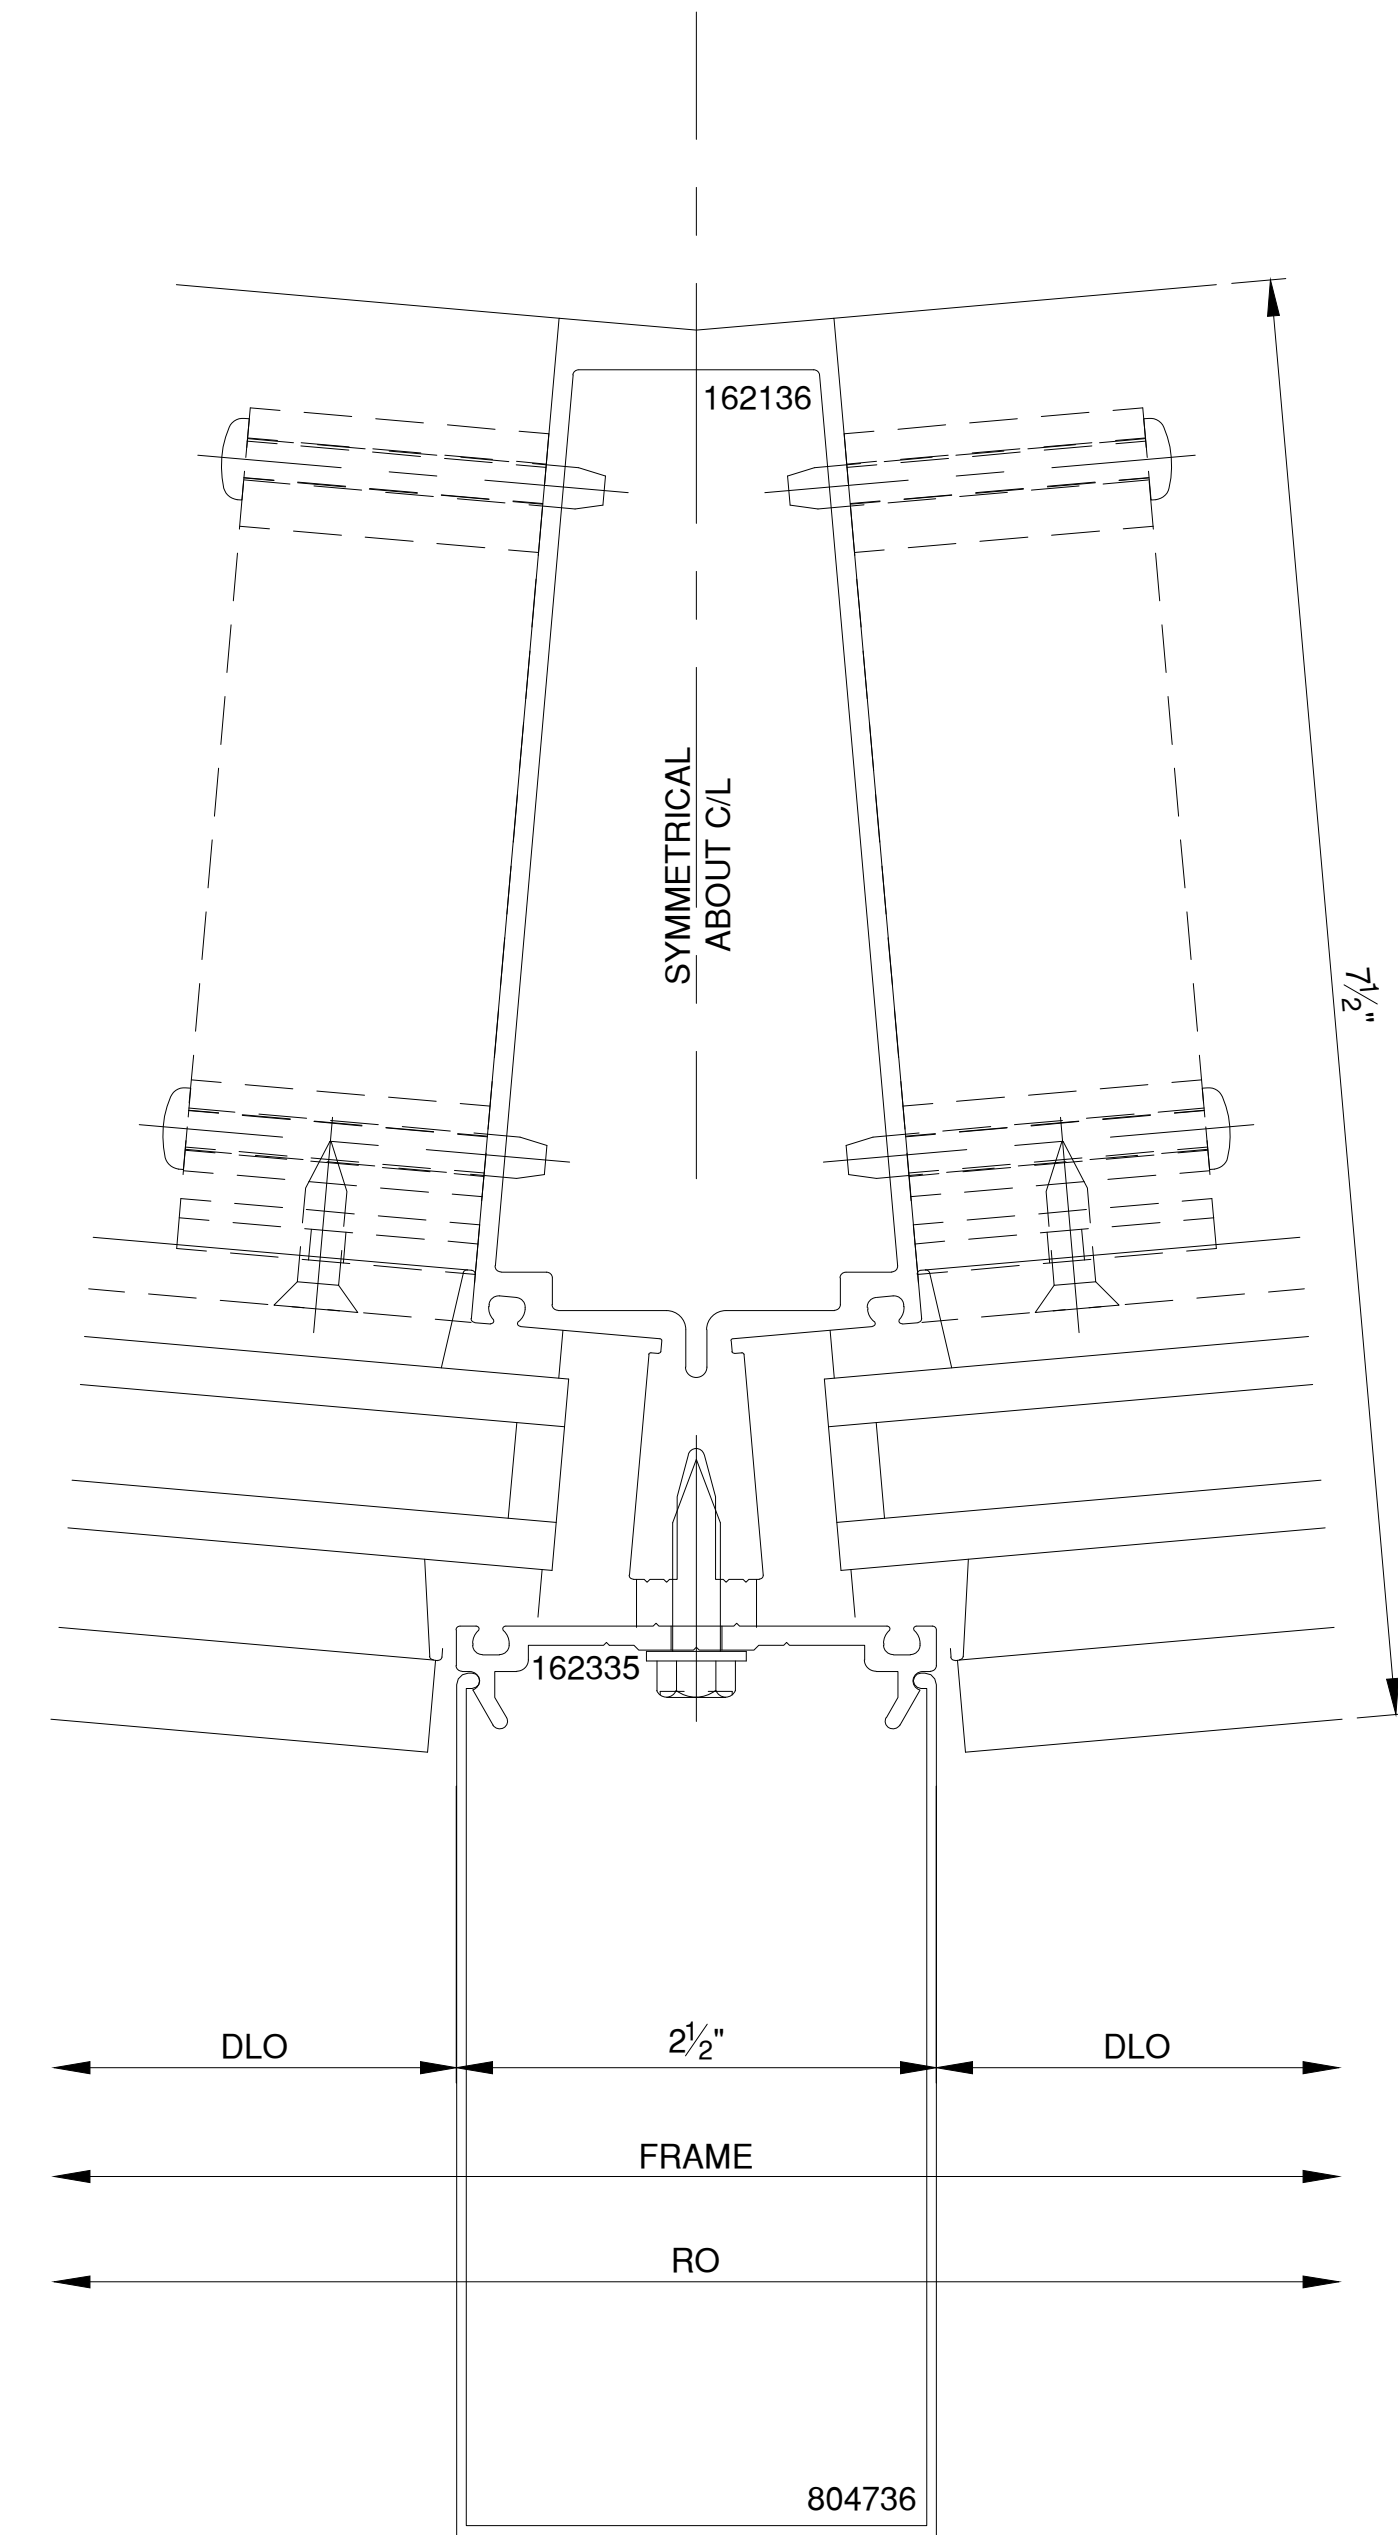 162136
SYMMETRICAL
ABOUT C/L
7½"
162335
DLO
2½"
DLO
FRAME
RO
804736